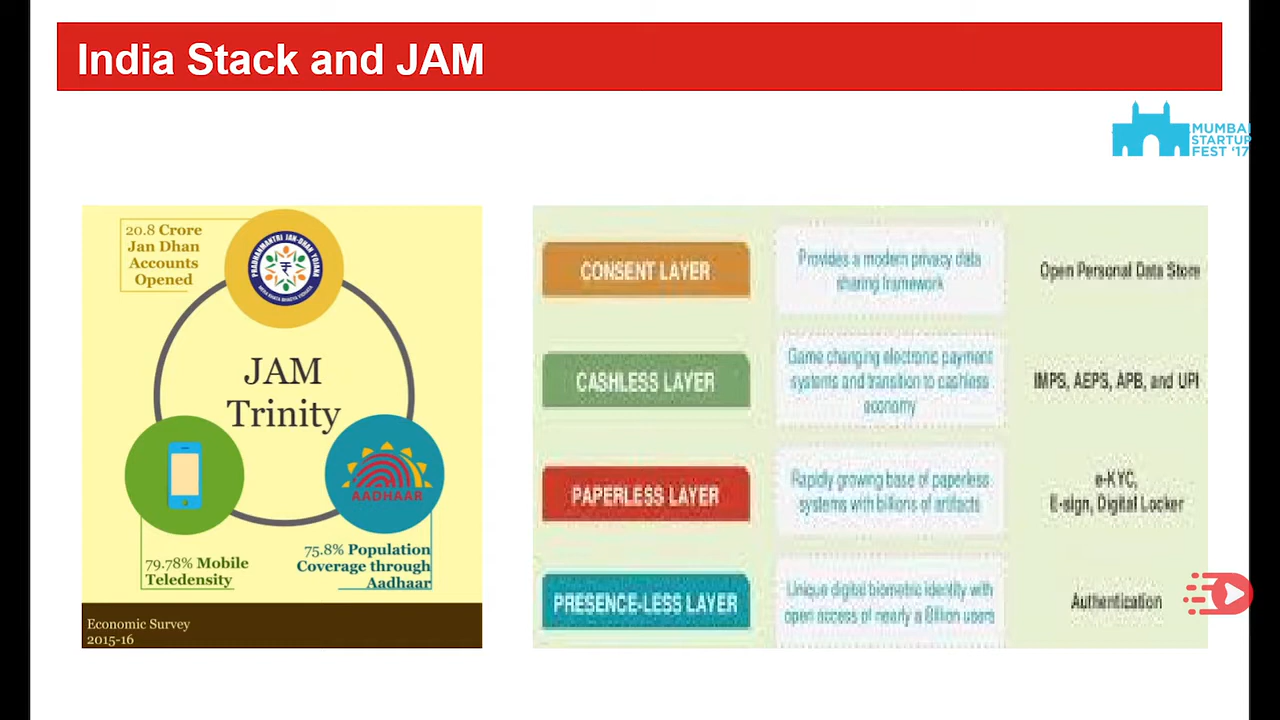 India Stack and JAM
MUMBAI
STARTUP
FEST '17
20.8 Crore
Jan Dhan
Accounts
Opened
PRADHANMANTRI JAN-DHAN YOJANA
JAM
Trinity
AADHAAR
79.78% Mobile
Teledensity
75.8% Population
Coverage through
Aadhaar
Economic Survey
2015-16
CONSENT LAYER
Provides a modern privacy data
sharing framework
Open Personal Data Store
CASHLESS LAYER
Game changing electronic payment
systems and transition to cashless
economy
IMPS, AEPS, APB, and UPI
PAPERLESS LAYER
Rapidly growing base of paperless
systems with billions of artifacts
e-KYC,
E-sign, Digital Locker
PRESENCE-LESS LAYER
Unique digital biometric identity with
open access of nearly a Billion users
Authentication